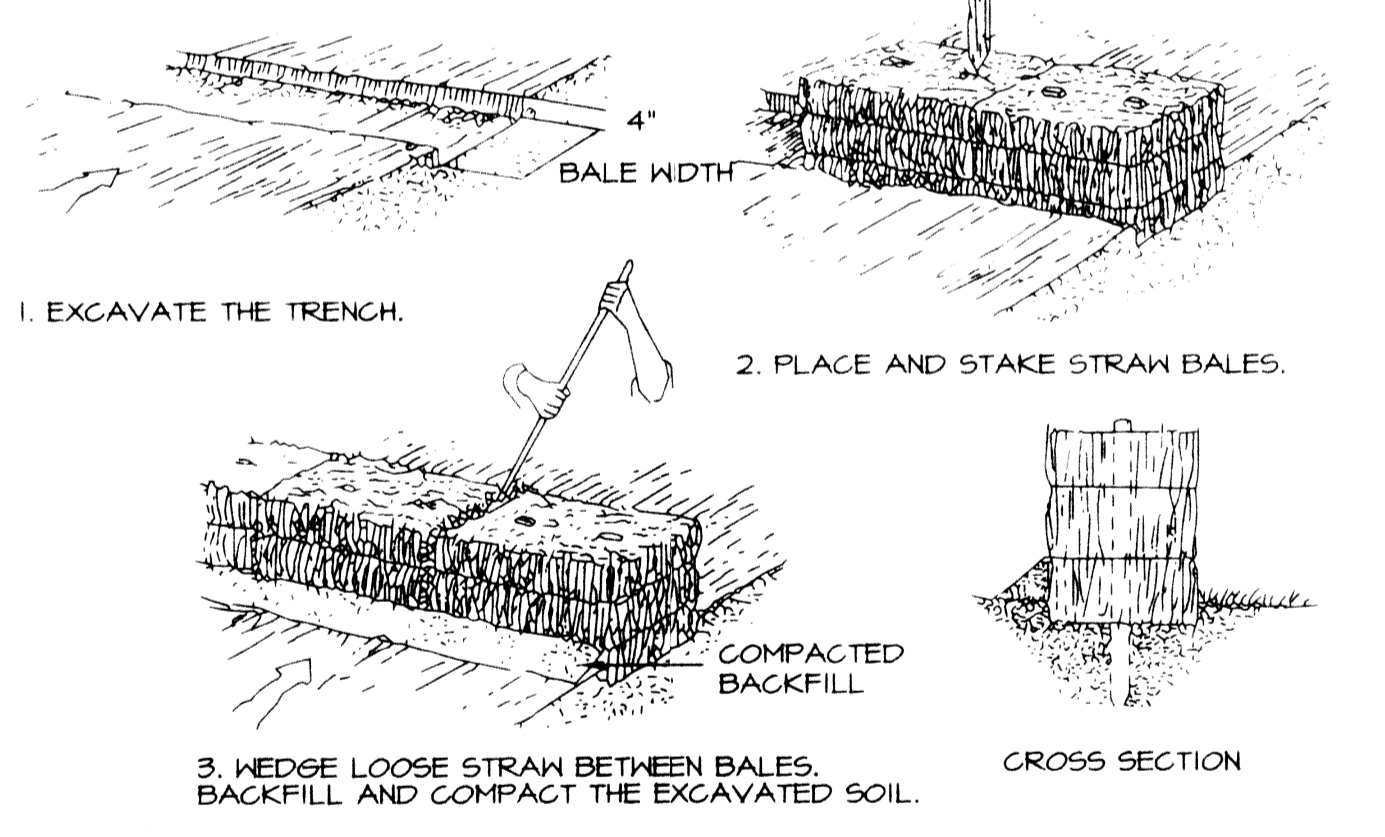 4"
BALE WIDTH
1. EXCAVATE THE TRENCH.
2. PLACE AND STAKE STRAW BALES.
COMPACTED
BACKFILL
3. WEDGE LOOSE STRAW BETWEEN BALES.
BACKFILL AND COMPACT THE EXCAVATED SOIL.
CROSS SECTION